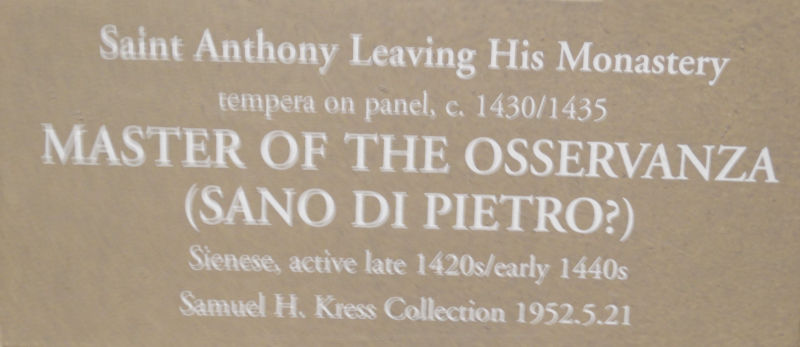 Saint Anthony Leaving His Monastery
tempera on panel, c. 1430/1435
MASTER OF THE OSSERVANZA
(SANO DI PIETRO?)
Sienese, active late 1420s/early 1440s
Samuel H. Kress Collection 1952.5.21